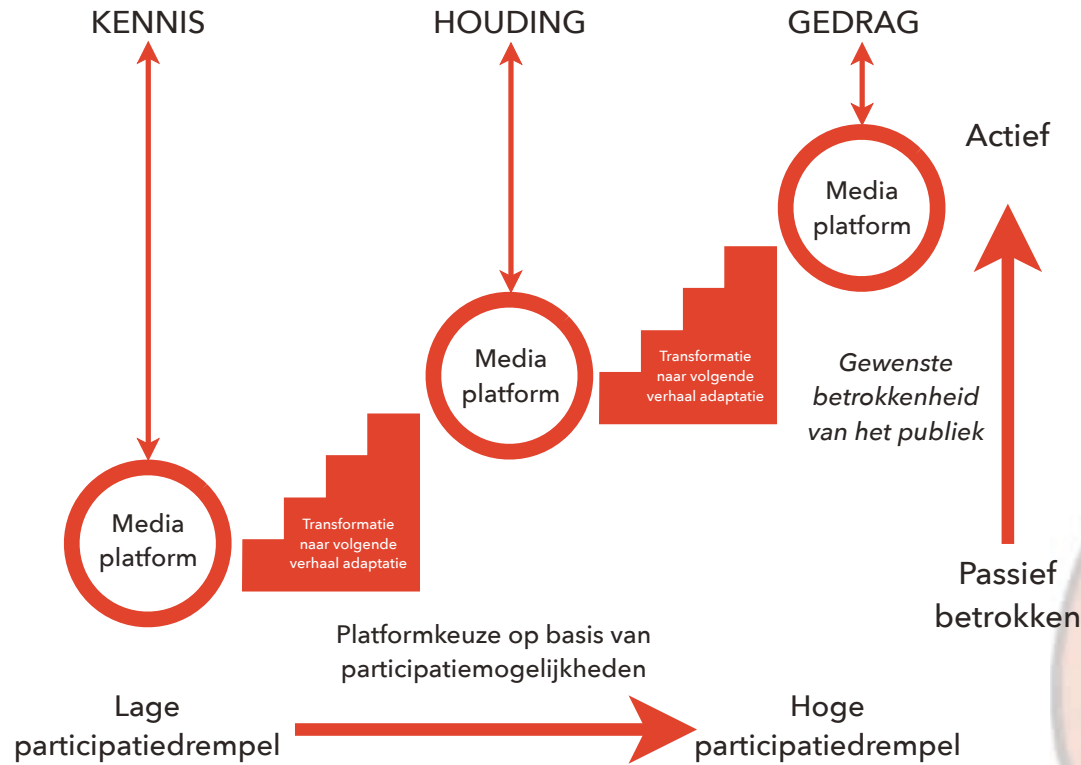 KENNIS
HOUDING
GEDRAG
Actief
Media
platform
Media
platform
Transformatie
naar volgende
verhaal adaptatie
Gewenste
betrokkenheid
van het publiek
Media
platform
Transformatie
naar volgende
verhaal adaptatie
Passief
betrokken
Platformkeuze op basis van
participatiemogelijkheden
Lage
participatiedrempel
Hoge
participatiedrempel